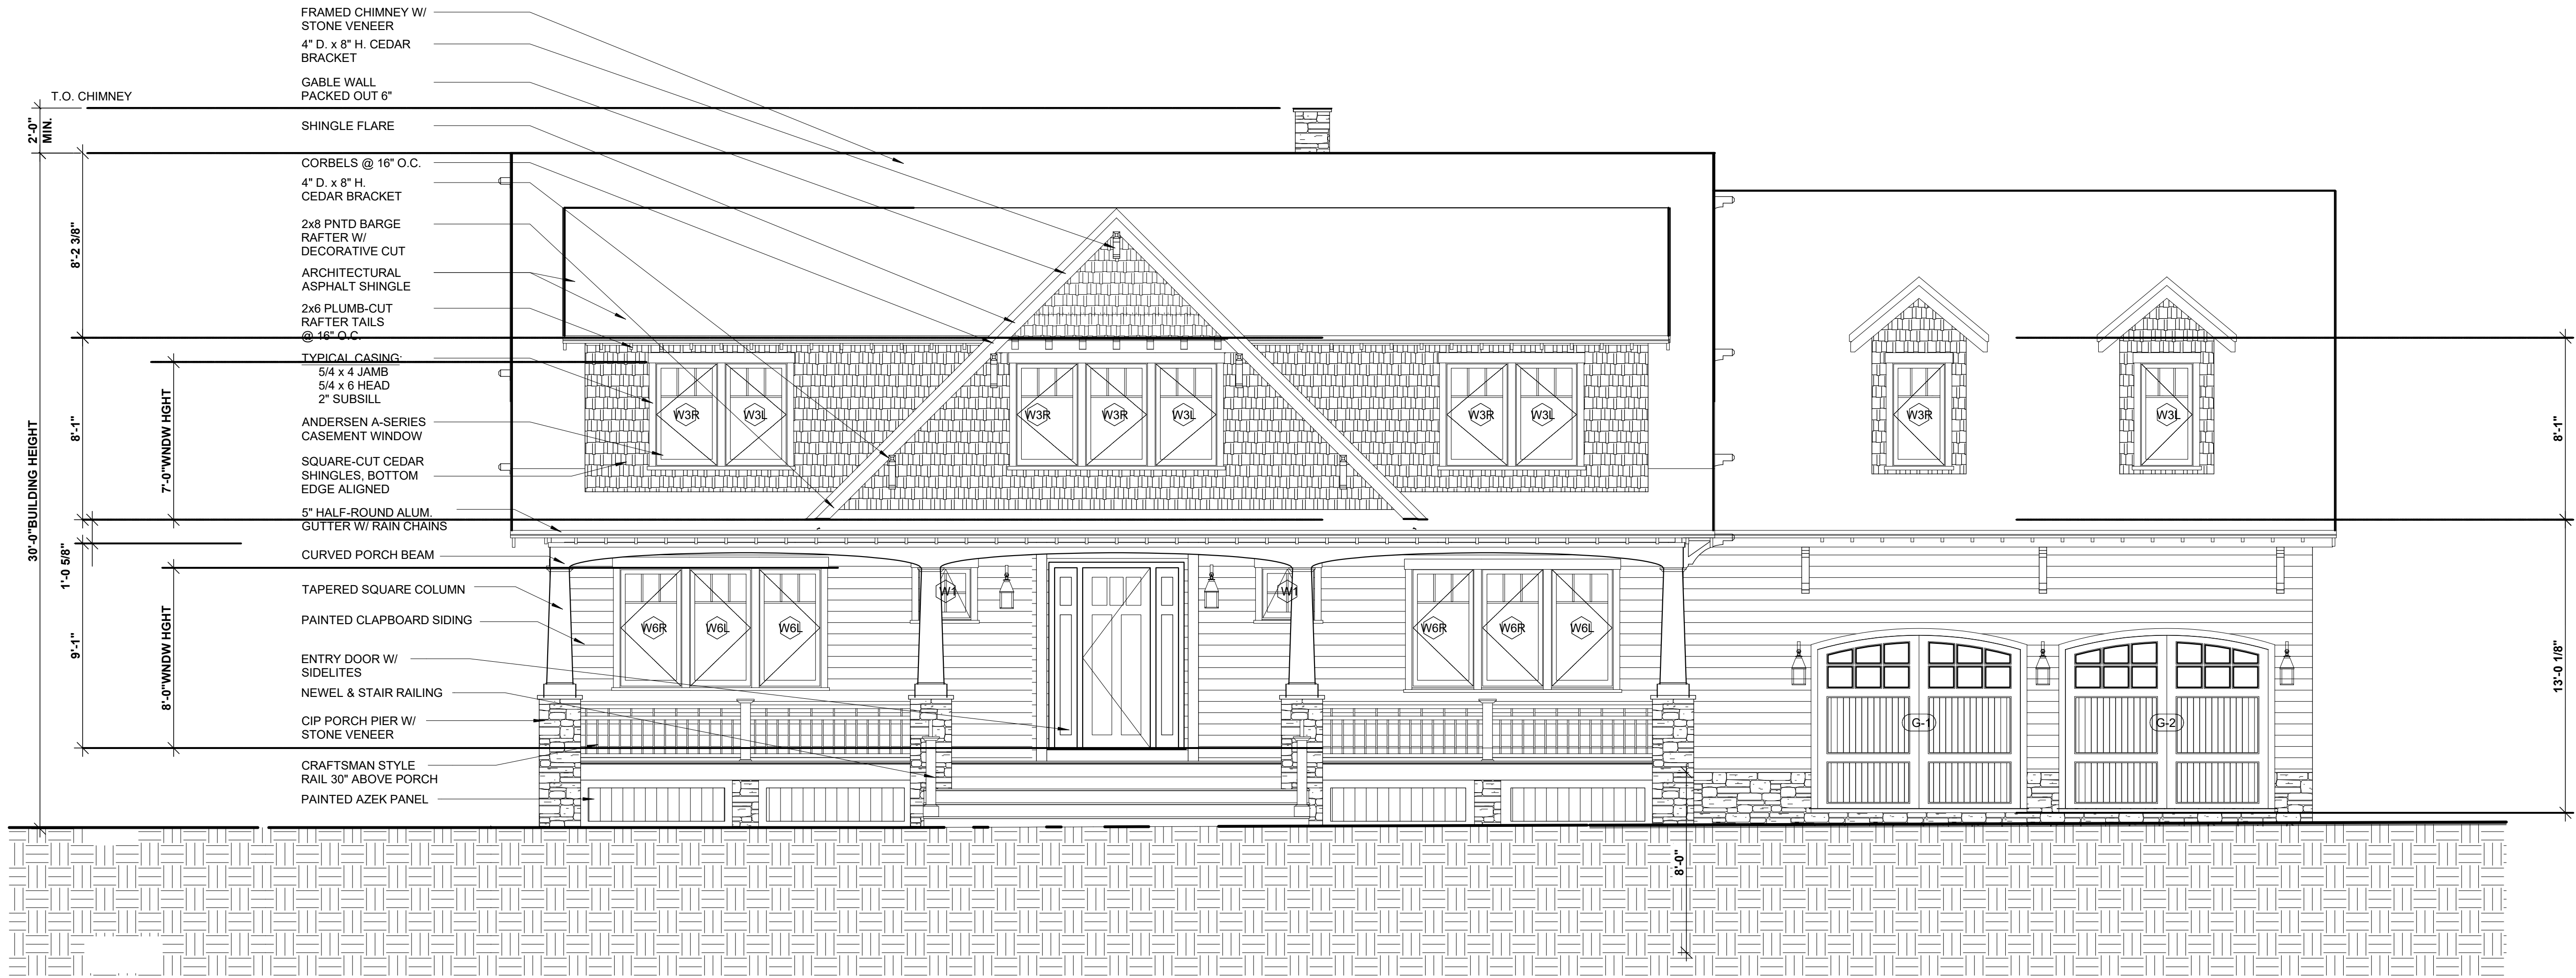 FRAMED CHIMNEY W/
STONE VENEER
4" D. x 8" H. CEDAR
BRACKET
GABLE WALL
PACKED OUT 6"
T.O. CHIMNEY
SHINGLE FLARE
CORBELS @ 16" O.C.
4" D. x 8" H.
CEDAR BRACKET
2x8 PNTD BARGE
RAFTER W/
DECORATIVE CUT
ARCHITECTURAL
ASPHALT SHINGLE
2x6 PLUMB-CUT
RAFTER TAILS
@ 16" O.C.
TYPICAL CASING:
5/4 x 4 JAMB
5/4 x 6 HEAD
2" SUBSILL
ANDERSEN A-SERIES
CASEMENT WINDOW
SQUARE-CUT CEDAR
SHINGLES, BOTTOM
EDGE ALIGNED
5" HALF-ROUND ALUM.
GUTTER W/ RAIN CHAINS
CURVED PORCH BEAM
TAPERED SQUARE COLUMN
PAINTED CLAPBOARD SIDING
ENTRY DOOR W/
SIDELITES
NEWEL & STAIR RAILING
CIP PORCH PIER W/
STONE VENEER
CRAFTSMAN STYLE
RAIL 30" ABOVE PORCH
PAINTED AZEK PANEL
2'-0"
MIN.
30'-0"BUILDING HEIGHT
8'-2 3/8"
8'-1"
1'-0 5/8"
9'-1"
7'-0"WNDW HGHT
8'-0"WNDW HGHT
W3R
W3L
W3R
W3R
W3L
W3R
W3L
W3R
W3L
W6R
W6L
W6L
W1
W1
W6R
W6R
W6L
G-1
G-2
8'-0"
8'-1"
13'-0 1/8"